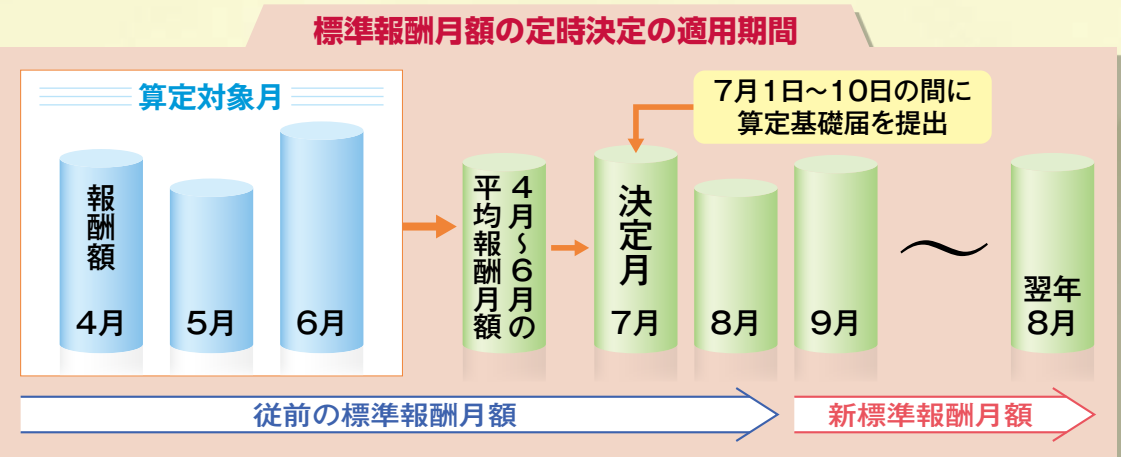 標準報酬月額の定時決定の適用期間
算定対象月
報酬額
4月
5月
6月
4月～6月の
平均報酬月額
7月1日～10日の間に
算定基礎届を提出
決定月
7月
8月
9月
～
翌年
8月
従前の標準報酬月額
新標準報酬月額